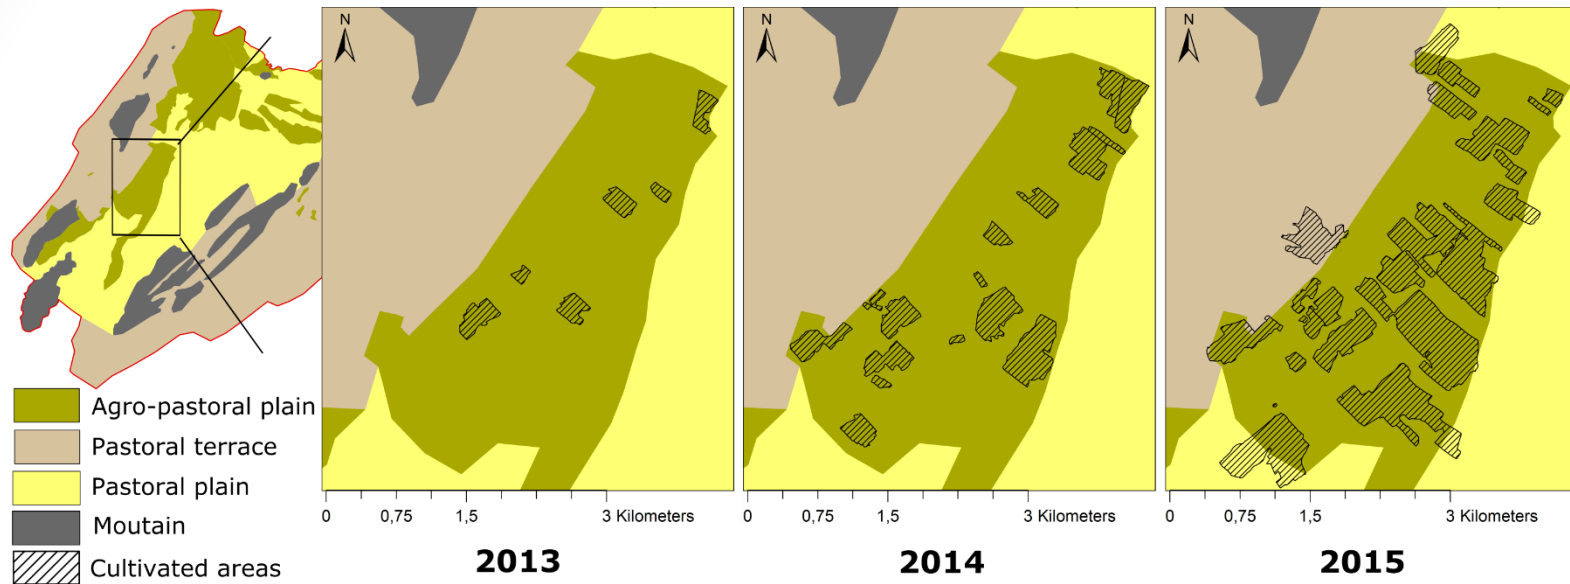 N
N
N
Agro-pastoral plain
Pastoral terrace
Pastoral plain
Moutain
Cultivated areas
0 0,75 1,5 3 Kilometers
0 0,75 1,5 3 Kilometers
0 0,75 1,5 3 Kilometers
2013
2014
2015